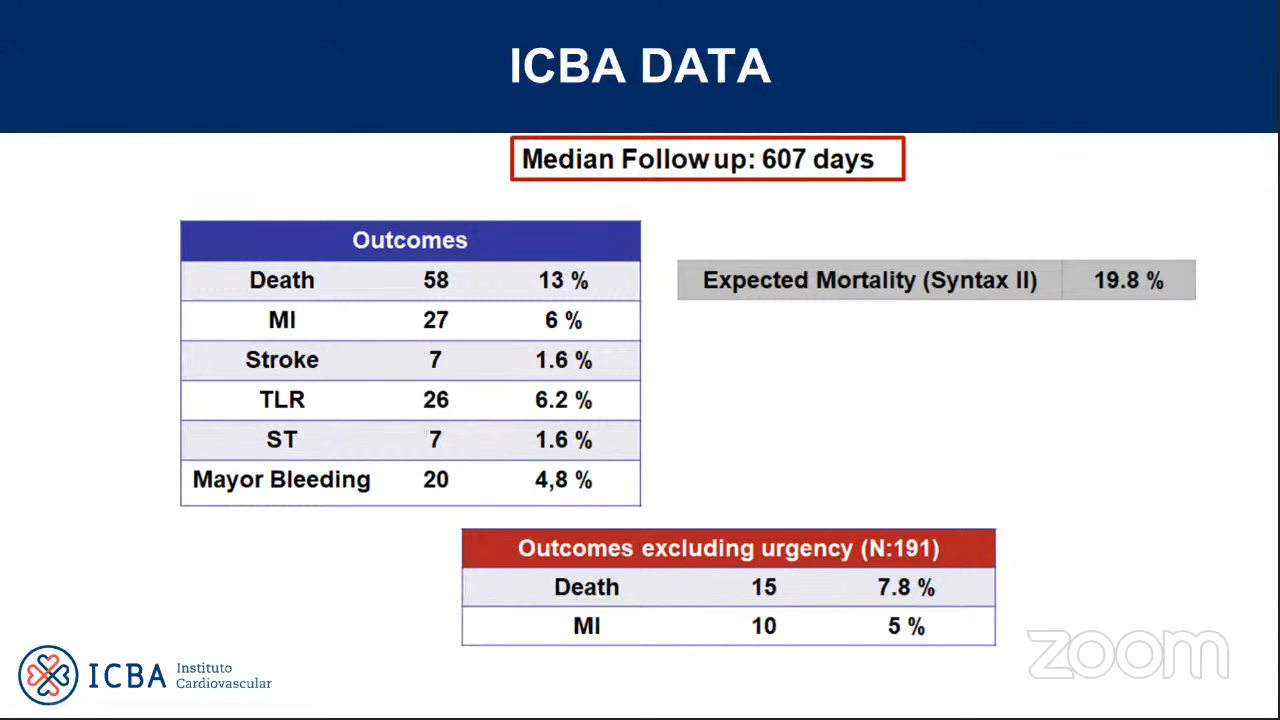 ICBA DATA
Median Follow up: 607 days
Outcomes
Death 58 13 %
MI 27 6 %
Stroke 7 1.6 %
TLR 26 6.2 %
ST 7 1.6 %
Mayor Bleeding 20 4,8 %
Expected Mortality (Syntax II) 19.8 %
Outcomes excluding urgency (N:191)
Death 15 7.8 %
MI 10 5 %
ICBA Instituto
Cardiovascular
zoom